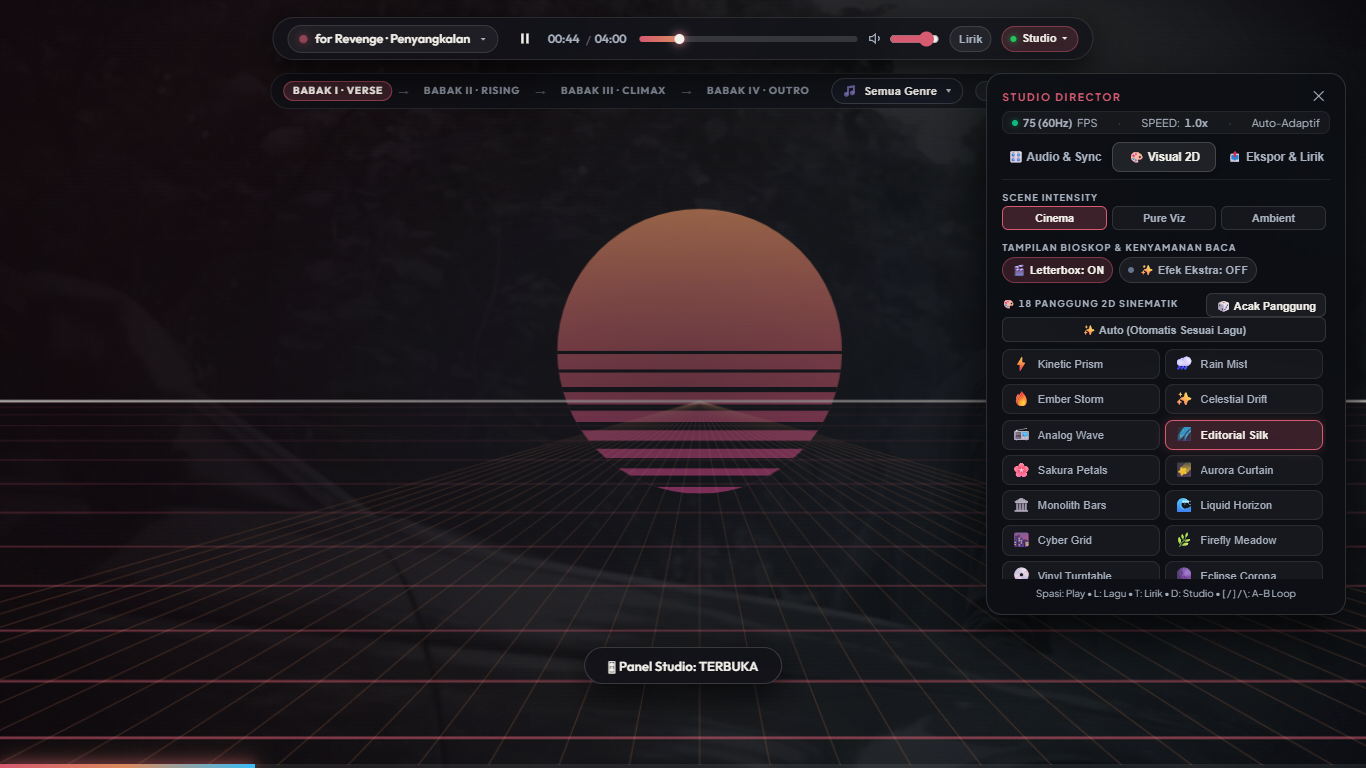 for Revenge · Penyangkalan
00:44 / 04:00
Lirik
Studio
BABAK I · VERSE → BABAK II · RISING → BABAK III · CLIMAX → BABAK IV · OUTRO
Semua Genre
STUDIO DIRECTOR
75 (60Hz) FPS · SPEED: 1.0x · Auto-Adaptif
Audio & Sync
Visual 2D
Ekspor & Lirik
SCENE INTENSITY
Cinema
Pure Viz
Ambient
TAMPILAN BIOSKOP & KENYAMANAN BACA
Letterbox: ON
Efek Ekstra: OFF
18 PANGGUNG 2D SINEMATIK
Acak Panggung
Auto (Otomatis Sesuai Lagu)
Kinetic Prism
Rain Mist
Ember Storm
Celestial Drift
Analog Wave
Editorial Silk
Sakura Petals
Aurora Curtain
Monolith Bars
Liquid Horizon
Cyber Grid
Firefly Meadow
Vinyl Turntable
Eclipse Corona
Spasi: Play • L: Lagu • T: Lirik • D: Studio • [ / ] / \: A-B Loop
Panel Studio: TERBUKA